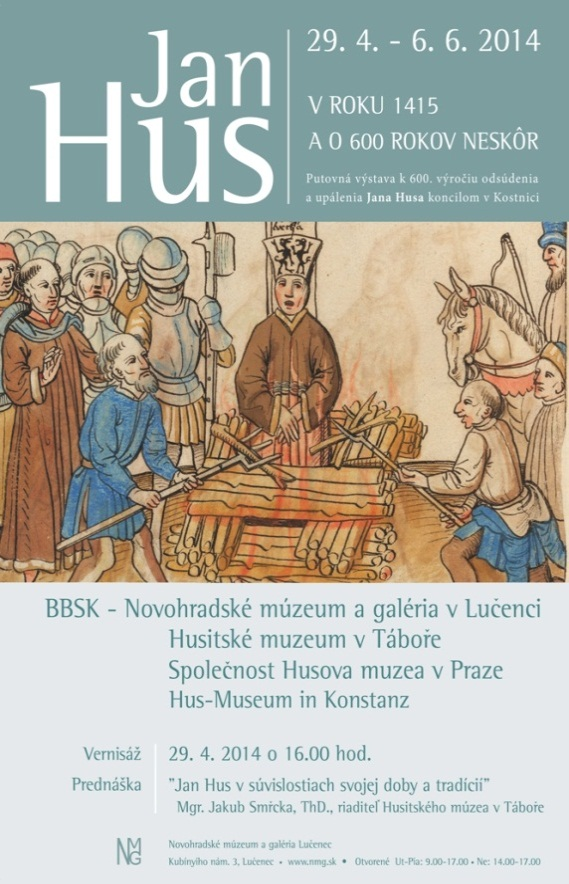 Jan
Hus
29. 4. - 6. 6. 2014
V ROKU 1415
A O 600 ROKOV NESKÔR
Putovná výstava k 600. výročiu odsúdenia
a upálenia Jana Husa koncilom v Kostnici
BBSK - Novohradské múzeum a galéria v Lučenci
Husitské muzeum v Táboře
Společnost Husova muzea v Praze
Hus-Museum in Konstanz
Vernisáž 29. 4. 2014 o 16.00 hod.
Prednáška "Jan Hus v súvislostiach svojej doby a tradícií"
Mgr. Jakub Smrčka, ThD., riaditeľ Husitského múzea v Táboře
NMG Novohradské múzeum a galéria Lučenec
Kubínyiho nám. 3, Lučenec • www.nmg.sk • Otvorené Ut-Pia: 9.00-17.00 • Ne: 14.00-17.00